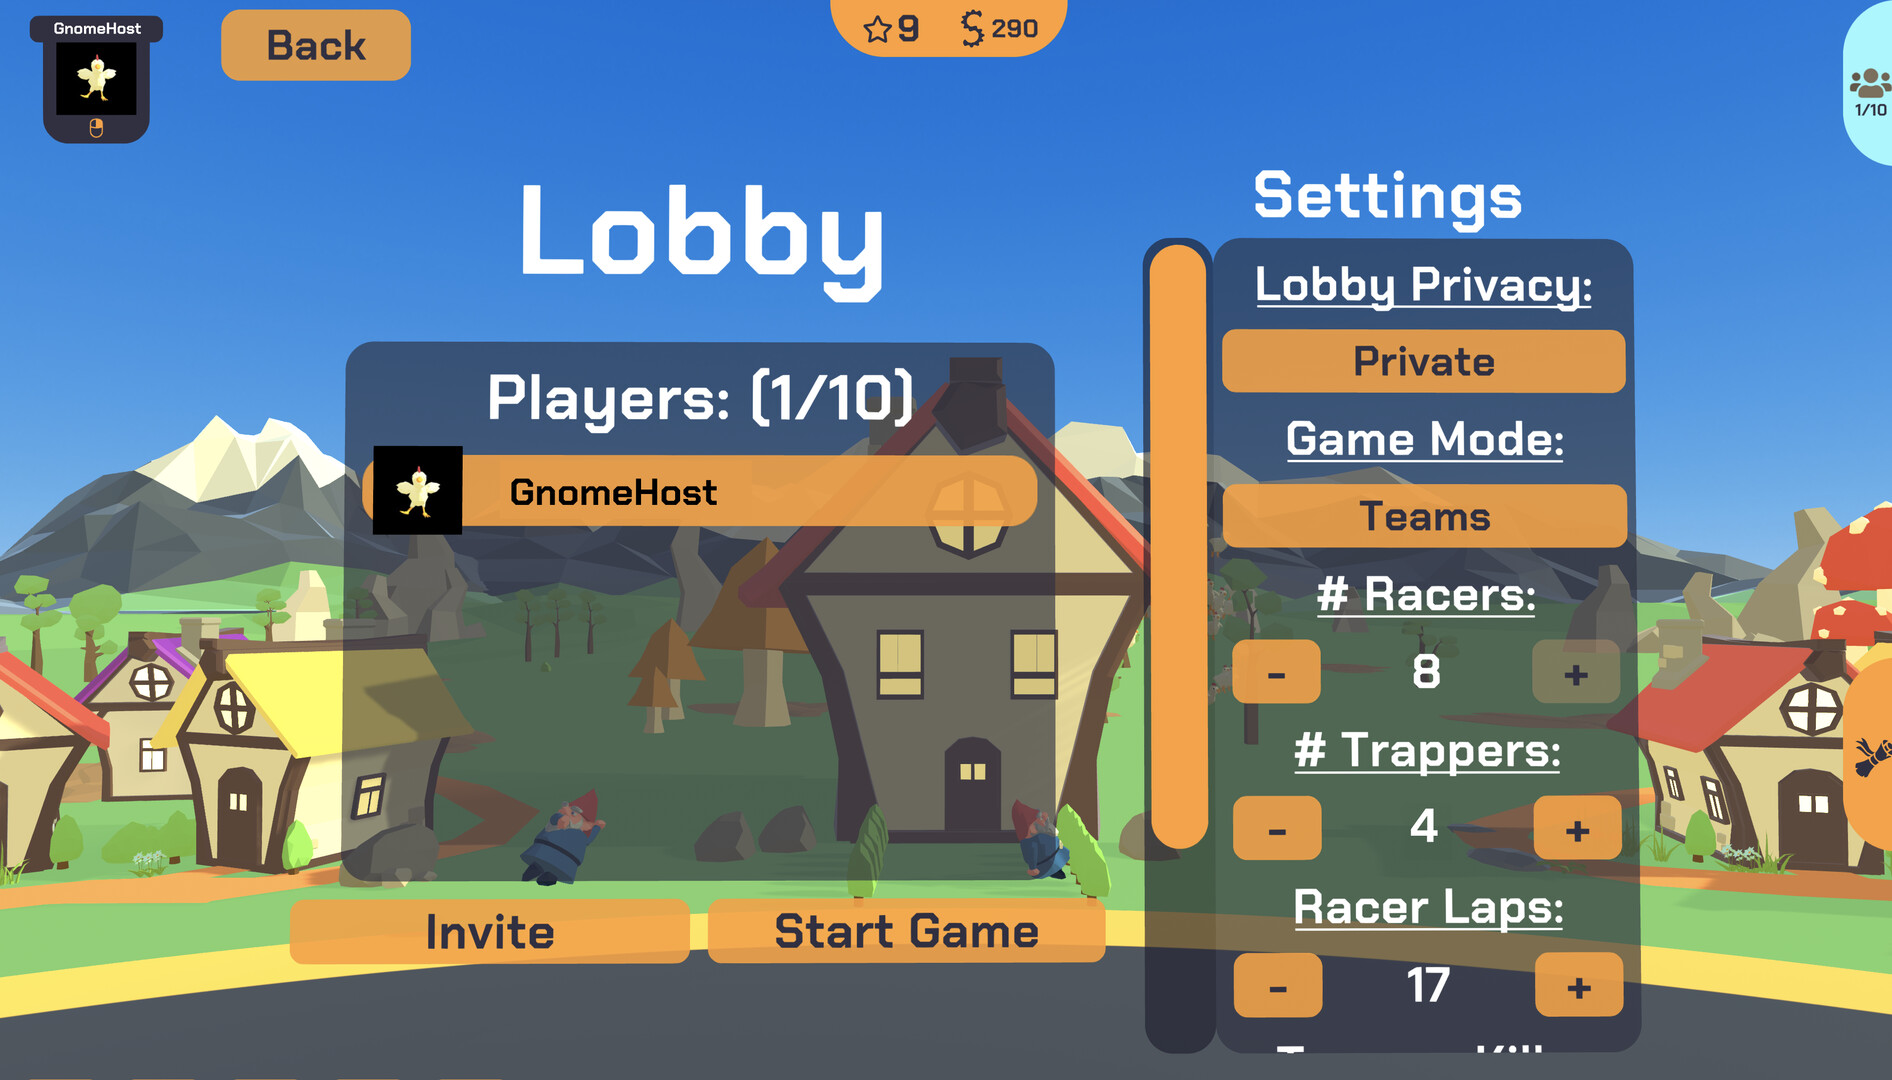 GnomeHost
Back
9
290
1/10
Lobby
Settings
Players: (1/10)
GnomeHost
Invite
Start Game
Lobby Privacy:
Private
Game Mode:
Teams
# Racers:
- 8 +
# Trappers:
- 4 +
Racer Laps:
- 17 +